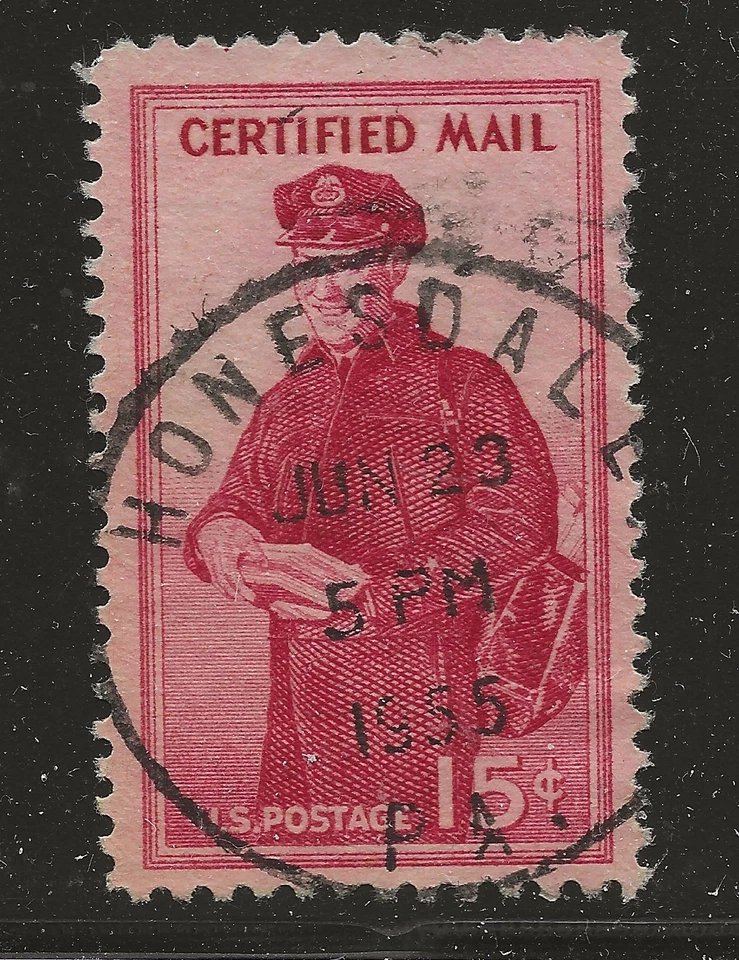 CERTIFIED MAIL
HONESDALE
JUN 23
5 PM
1955
PA.
15¢
U.S.POSTAGE